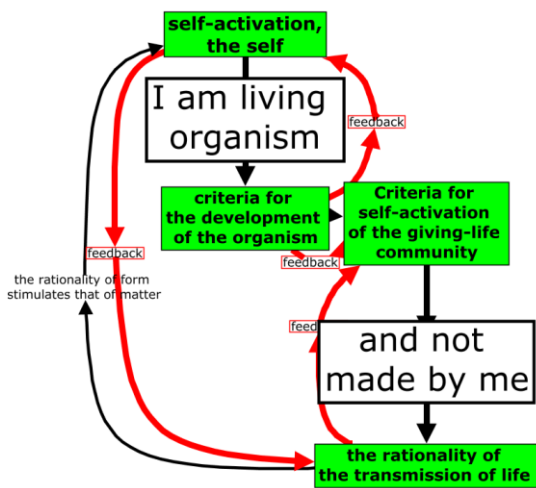 self-activation,
the self
I am living
organism
feedback
criteria for
the development
of the organism
Criteria for
self-activation
of the giving-life
community
feedback
feedback
the rationality of form
stimulates that of matter
feed
and not
made by me
the rationality of
the transmission of life